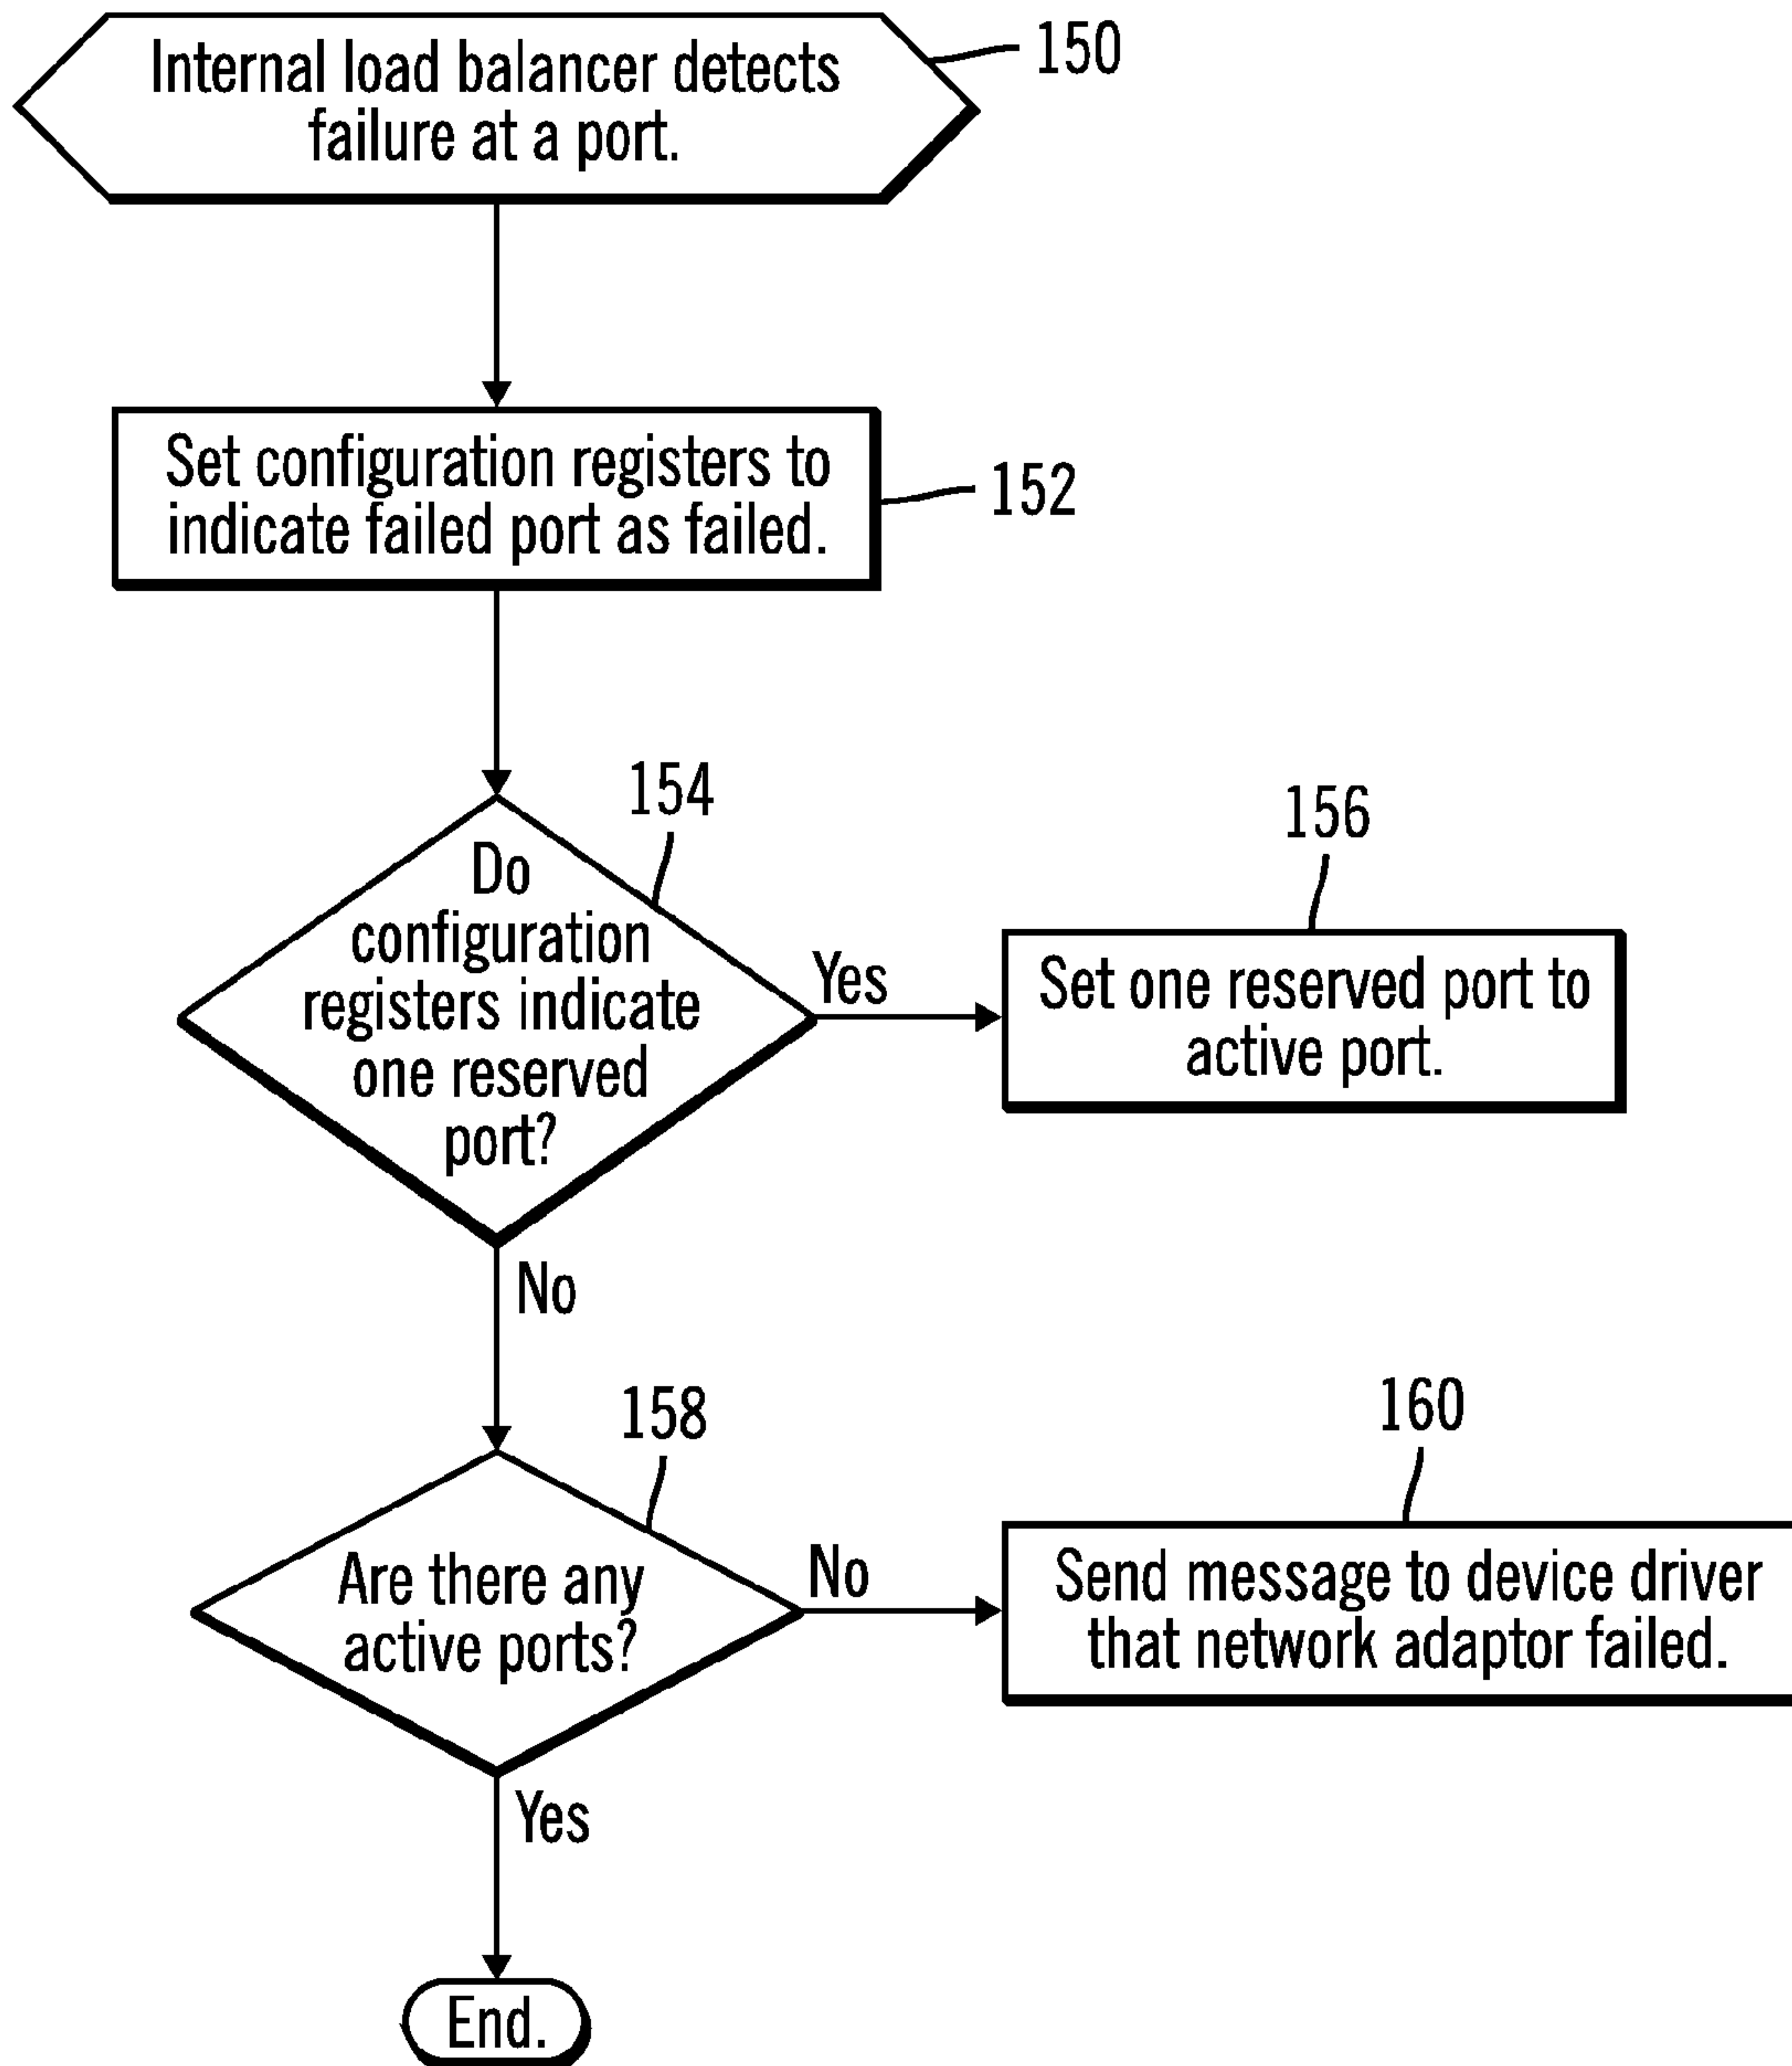 Internal load balancer detects
failure at a port.
150
Set configuration registers to
indicate failed port as failed.
152
154
Do
configuration
registers indicate
one reserved
port?
Yes
156
Set one reserved port to
active port.
No
158
Are there any
active ports?
No
160
Send message to device driver
that network adaptor failed.
Yes
End.